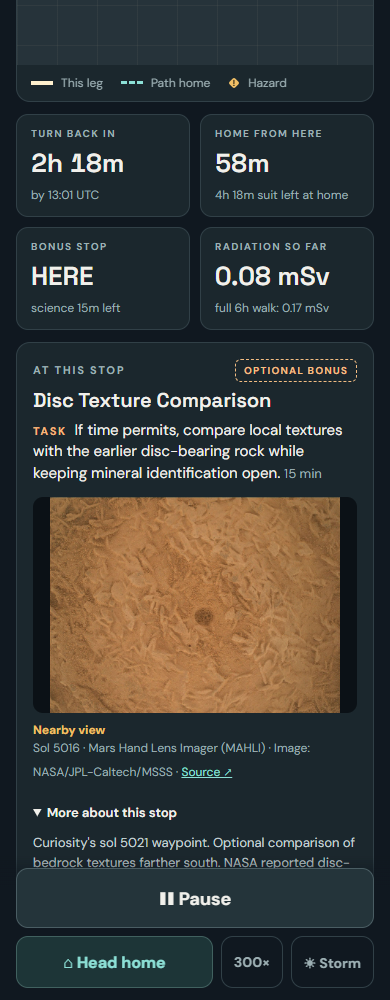 This leg Path home Hazard
TURN BACK IN
2h 18m
by 13:01 UTC
HOME FROM HERE
58m
4h 18m suit left at home
BONUS STOP
HERE
science 15m left
RADIATION SO FAR
0.08 mSv
full 6h walk: 0.17 mSv
AT THIS STOP
OPTIONAL BONUS
Disc Texture Comparison
TASK If time permits, compare local textures
with the earlier disc-bearing rock while
keeping mineral identification open. 15 min
Nearby view
Sol 5016 · Mars Hand Lens Imager (MAHLI) · Image:
NASA/JPL-Caltech/MSSS · Source ↗
▼ More about this stop
Curiosity's sol 5021 waypoint. Optional comparison of
bedrock textures farther south. NASA reported disc-
Pause
⌂ Head home
300×
☀ Storm